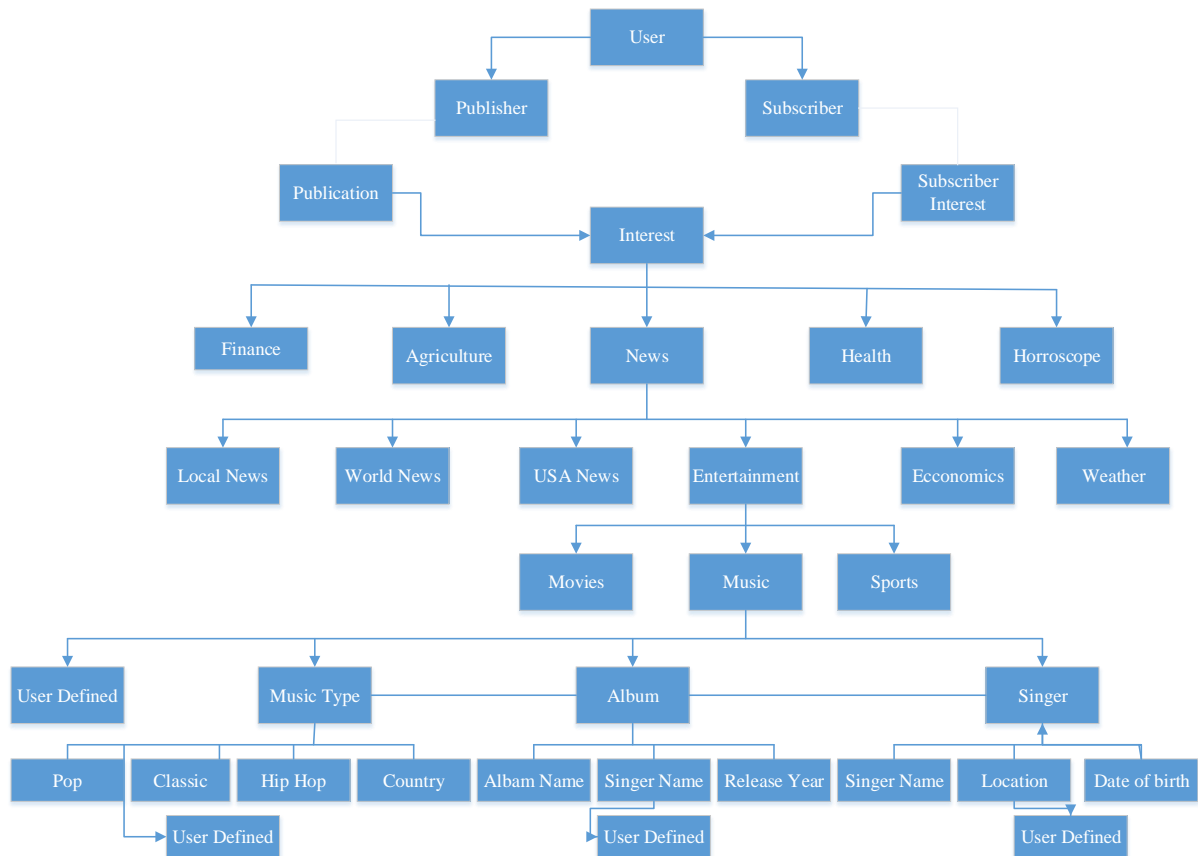 User
Publisher
Subscriber
Publication
Subscriber
Interest
Interest
Finance
Agriculture
News
Health
Horroscope
Local News
World News
USA News
Entertainment
Ecconomics
Weather
Movies
Music
Sports
User Defined
Music Type
Album
Singer
Pop
Classic
Hip Hop
Country
Albam Name
Singer Name
Release Year
Singer Name
Location
Date of birth
User Defined
User Defined
User Defined